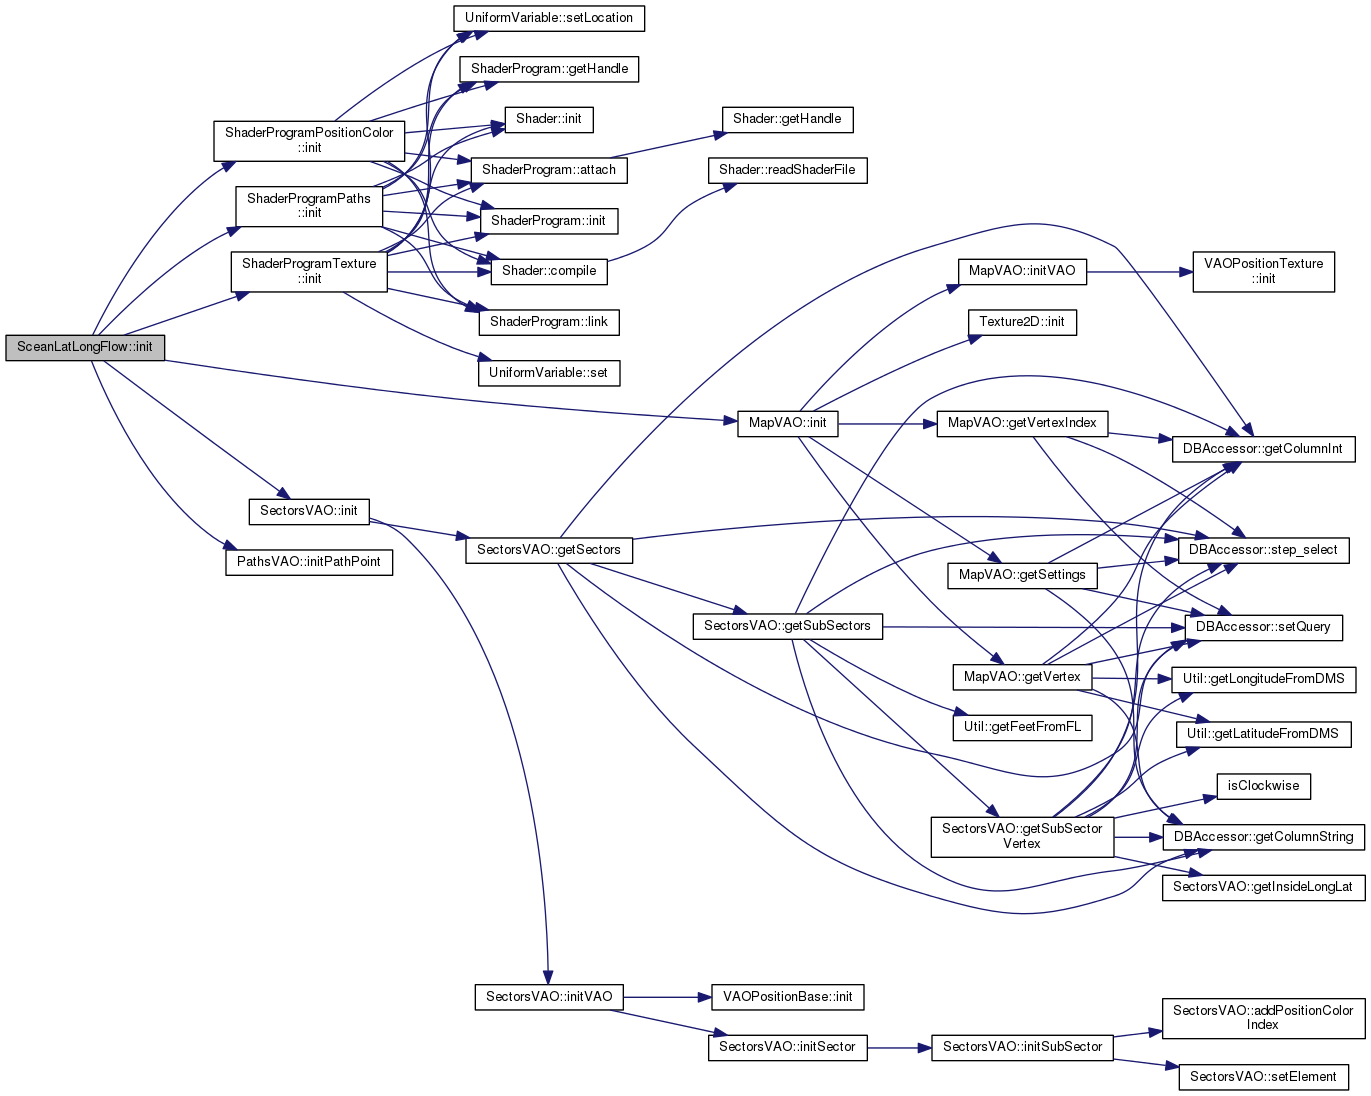 UniformVariable::setLocation
ShaderProgram::getHandle
Shader::init
Shader::getHandle
ShaderProgramPositionColor
::init
ShaderProgram::attach
Shader::readShaderFile
ShaderProgramPaths
::init
ShaderProgram::init
ShaderProgramTexture
::init
Shader::compile
MapVAO::initVAO
VAOPositionTexture
::init
ShaderProgram::link
Texture2D::init
SceanLatLongFlow::init
UniformVariable::set
MapVAO::init
MapVAO::getVertexIndex
DBAccessor::getColumnInt
SectorsVAO::init
SectorsVAO::getSectors
DBAccessor::step_select
PathsVAO::initPathPoint
MapVAO::getSettings
SectorsVAO::getSubSectors
DBAccessor::setQuery
MapVAO::getVertex
Util::getLongitudeFromDMS
Util::getFeetFromFL
Util::getLatitudeFromDMS
isClockwise
SectorsVAO::getSubSector
Vertex
DBAccessor::getColumnString
SectorsVAO::getInsideLongLat
SectorsVAO::initVAO
VAOPositionBase::init
SectorsVAO::addPositionColor
Index
SectorsVAO::initSector
SectorsVAO::initSubSector
SectorsVAO::setElement